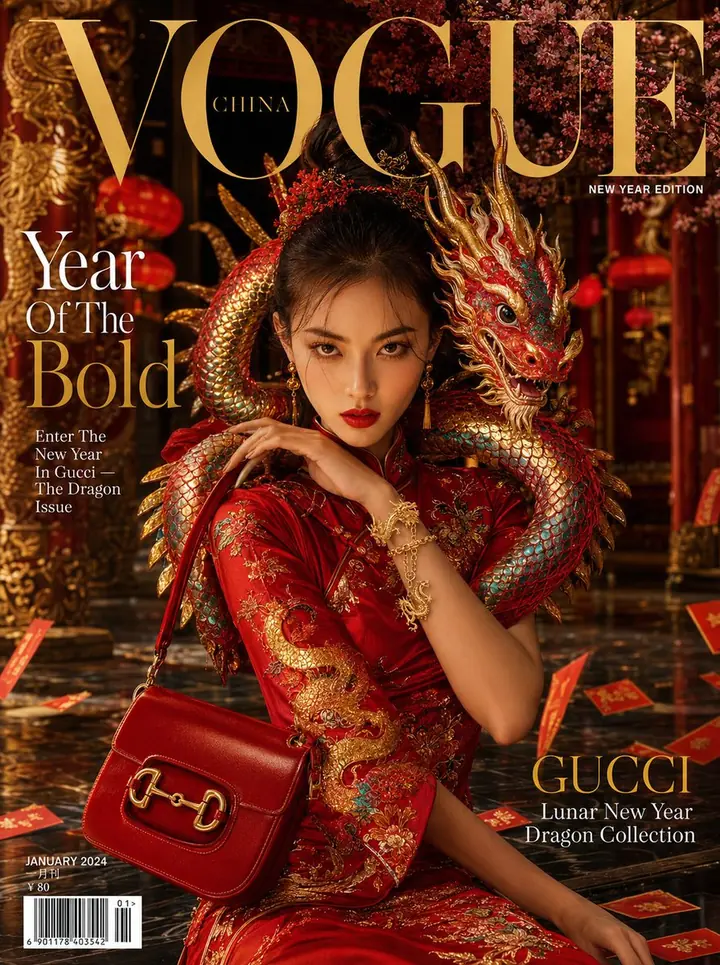 VOGUE
CHINA
NEW YEAR EDITION
Year
Of The
Bold
Enter The
New Year
In Gucci —
The Dragon
Issue
GUCCI
Lunar New Year
Dragon Collection
JANUARY 2024
一月刊
¥ 80
01>
6 901178 403542